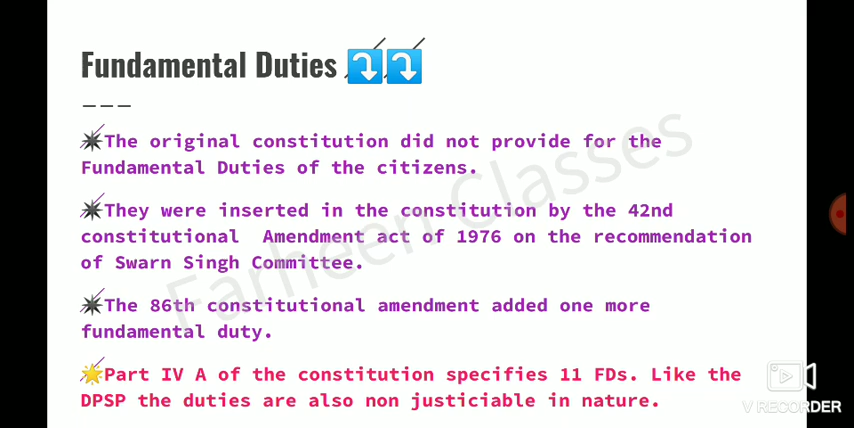 Fundamental Duties
The original constitution did not provide for the
Fundamental Duties of the citizens.
They were inserted in the constitution by the 42nd
constitutional Amendment act of 1976 on the recommendation
of Swarn Singh Committee.
The 86th constitutional amendment added one more
fundamental duty.
Part IV A of the constitution specifies 11 FDs. Like the
DPSP the duties are also non justiciable in nature.
Farheen Classes
V RECORDER